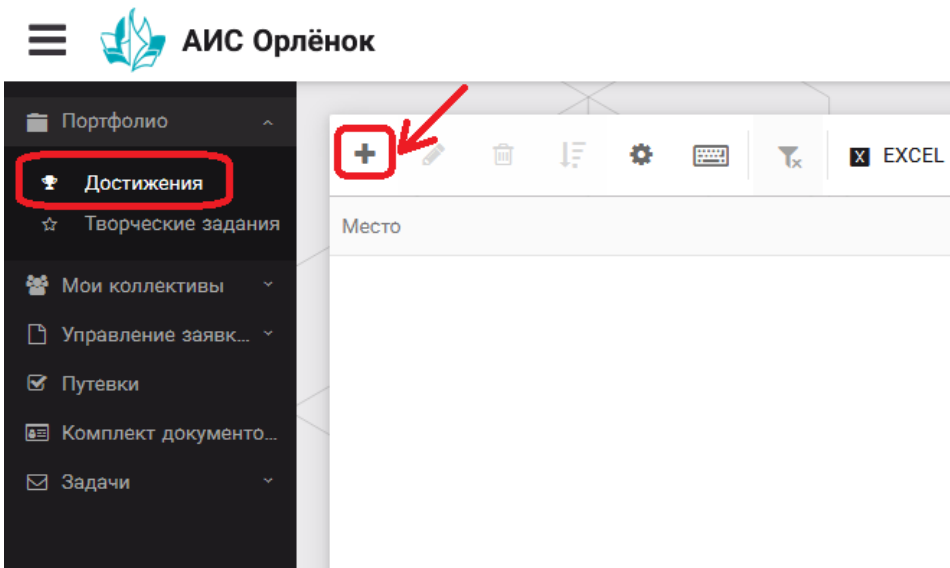 АИС Орлёнок
Портфолио
Достижения
Творческие задания
Мои коллективы
Управление заявк...
Путевки
Комплект документо...
Задачи
X EXCEL
Место